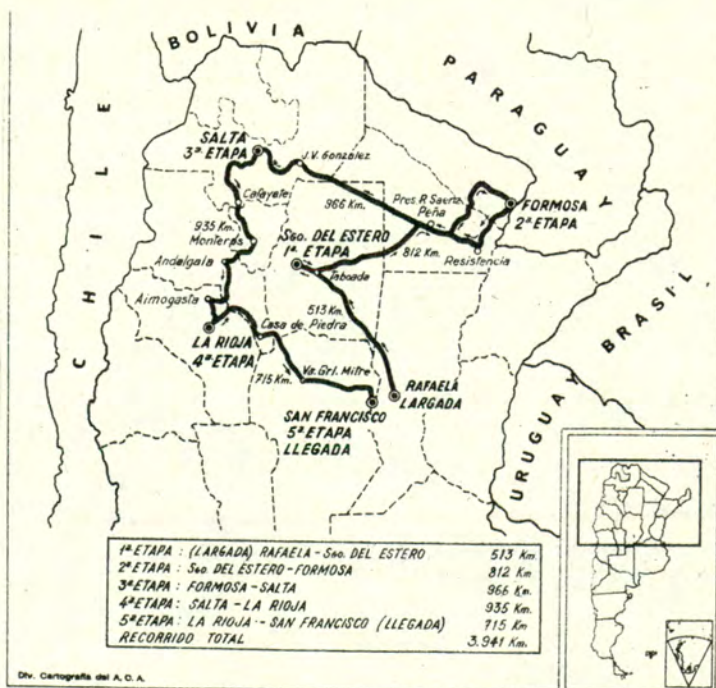 BOLIVIA
PARAGUAY
CHILE
BRASIL
URUGUAY
SALTA
3ª ETAPA
J.V. González
Cafayate
966 Km.
Pres. R. Saenz
Peña
FORMOSA
2ª ETAPA
935 Km.
Monteros
Sto. DEL ESTERO
1ª ETAPA
812 Km.
Resistencia
Andalgala
Taboada
Aimogasta
513 Km.
Casa de Piedra
LA RIOJA
4ª ETAPA
715 Km.
Va. Grl. Mitre
RAFAELA
LARGADA
SAN FRANCISCO
5ª ETAPA
LLEGADA
1ª ETAPA : (LARGADA) RAFAELA - Sto. DEL ESTERO 513 Km.
2ª ETAPA : Sto. DEL ESTERO - FORMOSA 812 Km
3ª ETAPA : FORMOSA - SALTA 966 Km.
4ª ETAPA : SALTA - LA RIOJA 935 Km.
5ª ETAPA : LA RIOJA - SAN FRANCISCO (LLEGADA) 715 Km
RECORRIDO TOTAL 3.941 Km.
Div. Cartografía del A.C.A.